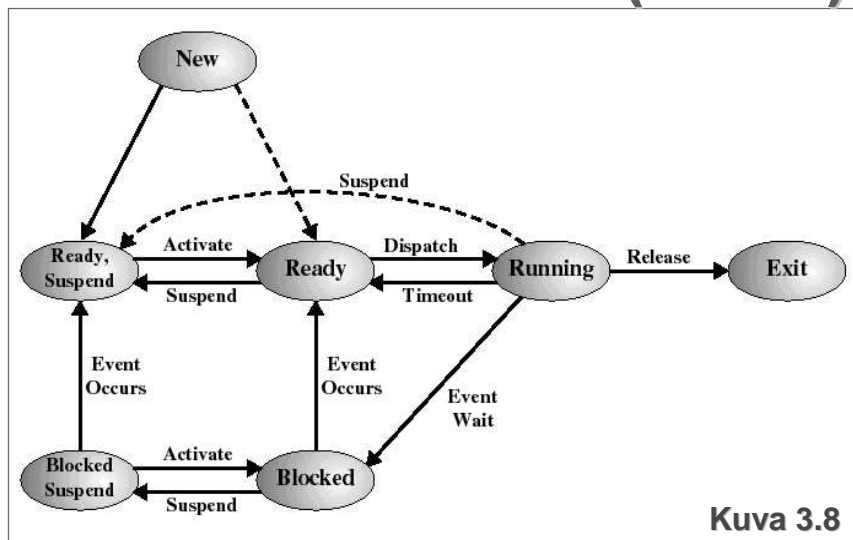 New
Suspend
Ready,
Suspend
Activate
Suspend
Ready
Dispatch
Timeout
Running
Release
Exit
Event
Occurs
Event
Occurs
Event
Wait
Blocked
Suspend
Activate
Suspend
Blocked
Kuva 3.8